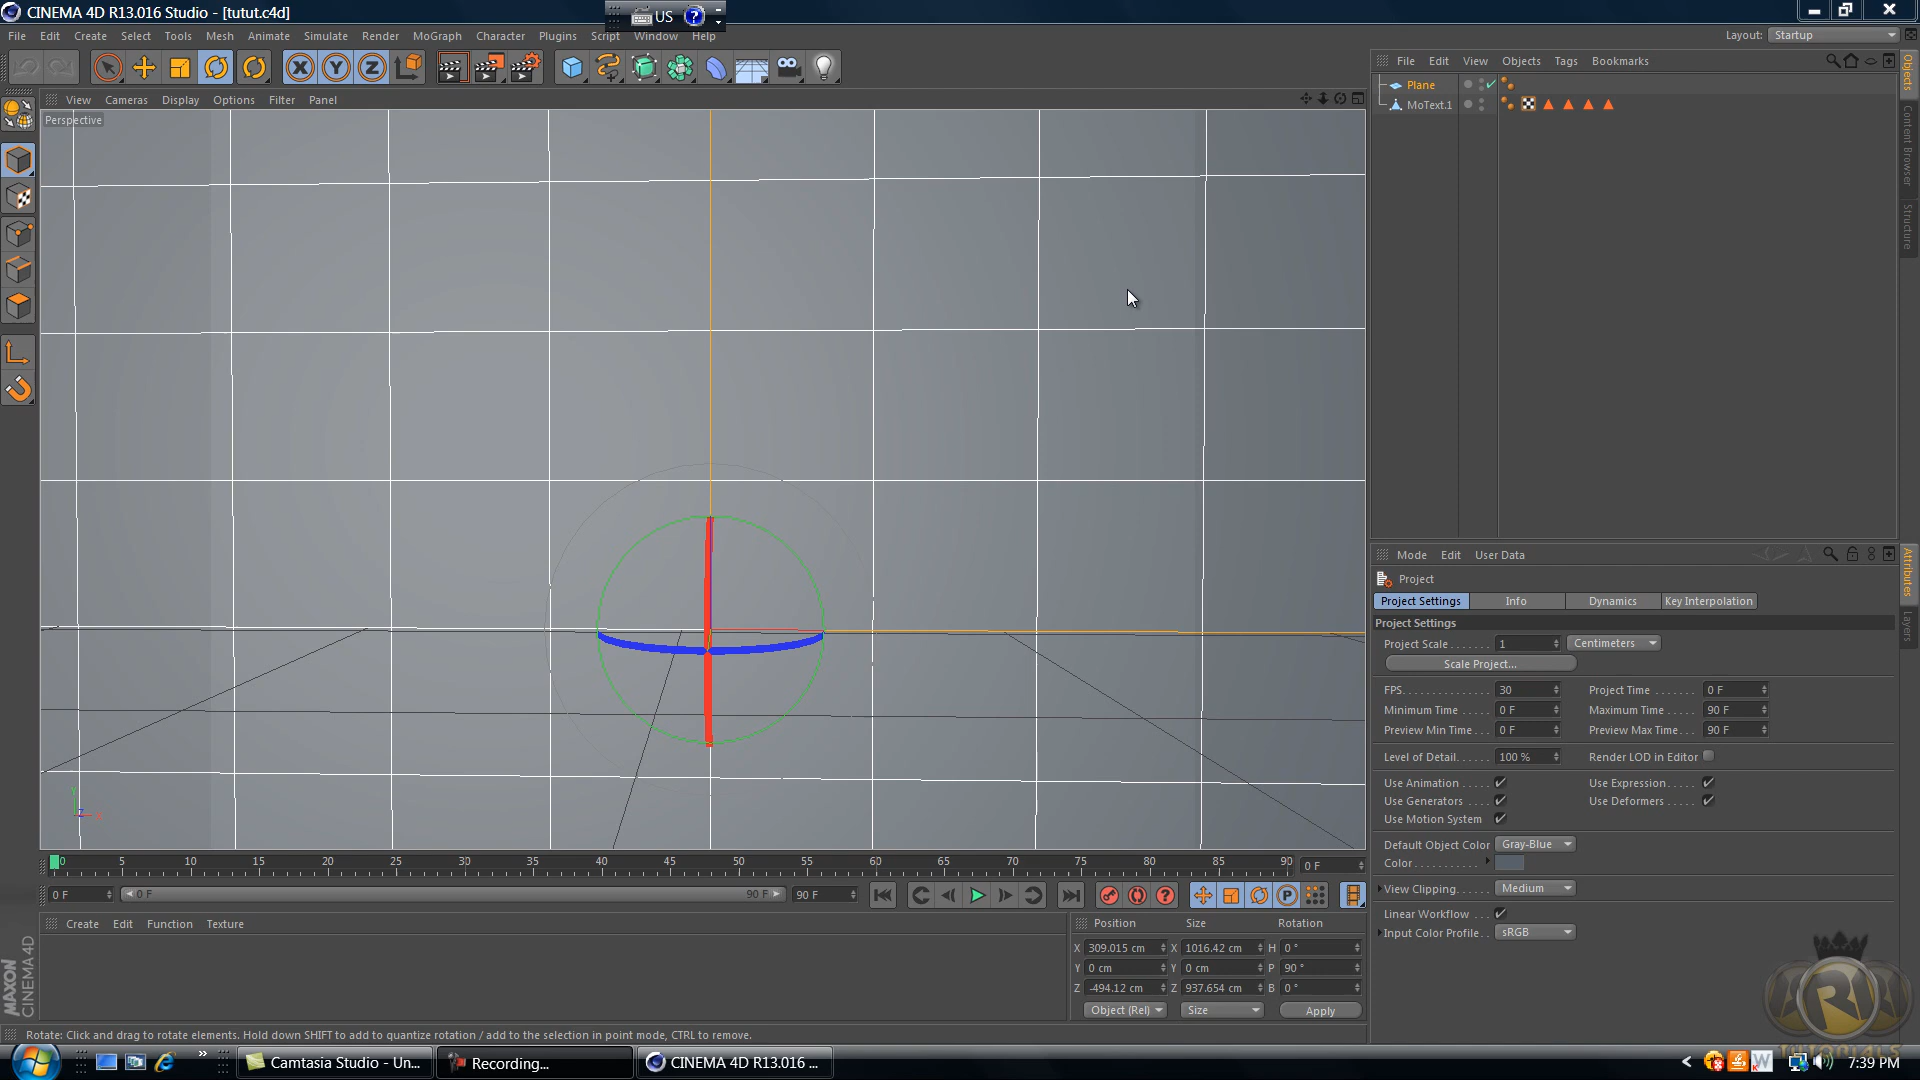 CINEMA 4D R13.016 Studio - [tutut.c4d]
US
File Edit Create Select Tools Mesh Animate Simulate Render MoGraph Character Plugins Script Window Help
Layout: Startup
View Cameras Display Options Filter Panel
Perspective
File Edit View Objects Tags Bookmarks
Plane
MoText.1
Objects
Content Browser
Structure
Mode Edit User Data
Project
Project Settings Info Dynamics Key Interpolation
Project Settings
Project Scale....... 1 Centimeters
Scale Project...
FPS............... 30 Project Time ....... 0 F
Minimum Time ..... 0 F Maximum Time .... 90 F
Preview Min Time... 0 F Preview Max Time... 90 F
Level of Detail...... 100 % Render LOD in Editor
Use Animation ..... Use Expression.....
Use Generators .... Use Deformers .....
Use Motion System
Default Object Color Gray-Blue
Color...........
View Clipping...... Medium
Linear Workflow ...
Input Color Profile.. sRGB
Attributes
Layers
0 5 10 15 20 25 30 35 40 45 50 55 60 65 70 75 80 85 90
0 F
0 F 0 F 90 F 90 F
Create Edit Function Texture
Position Size Rotation
X 309.015 cm X 1016.42 cm H 0 °
Y 0 cm Y 0 cm P 90 °
Z -494.12 cm Z 937.654 cm B 0 °
Object (Rel) Size Apply
MAXON
CINEMA 4D
Rotate: Click and drag to rotate elements. Hold down SHIFT to add to quantize rotation / add to the selection in point mode, CTRL to remove.
TUTORIALS
Camtasia Studio - Un... Recording... CINEMA 4D R13.016 ...
7:39 PM